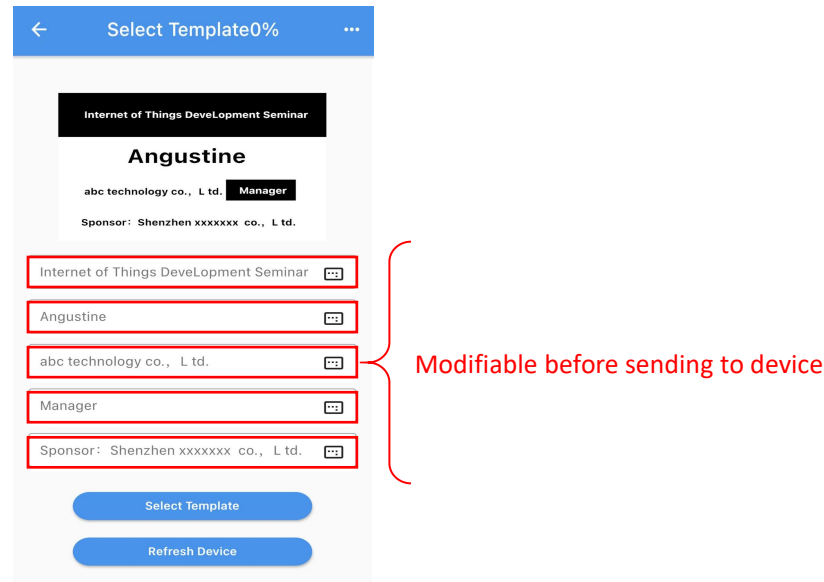 Select Template0%
Internet of Things DeveLopment Seminar
Angustine
abc technology co.，L td. Manager
Sponsor：Shenzhen xxxxxxx co.，L td.
Internet of Things DeveLopment Seminar
Angustine
abc technology co.，L td.
Manager
Sponsor：Shenzhen xxxxxxx co.，L td.
Modifiable before sending to device
Select Template
Refresh Device